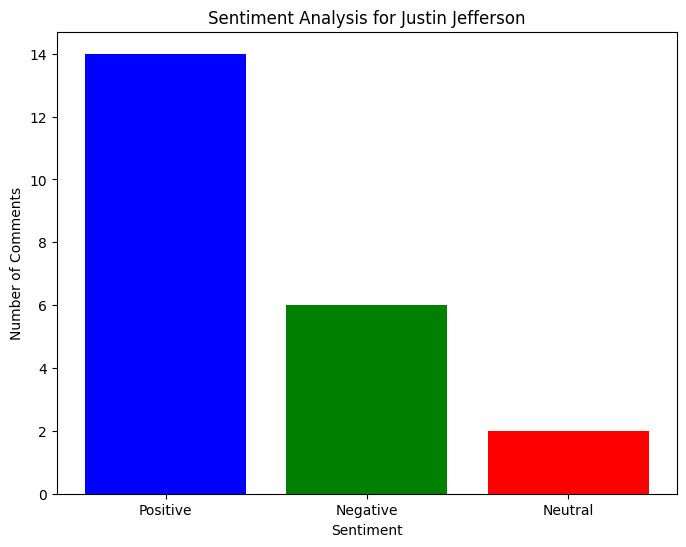 Sentiment Analysis for Justin Jefferson
14
12
10
8
6
4
2
0
Number of Comments
Positive Negative Neutral
Sentiment